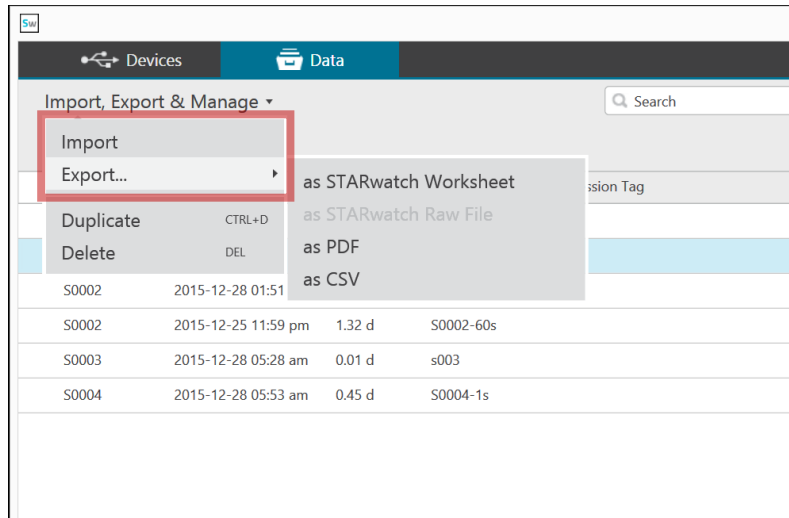 Sw
Devices Data
Import, Export & Manage
Search
Import
Export...
as STARwatch Worksheet
ssion Tag
Duplicate CTRL+D
as STARwatch Raw File
Delete DEL
as PDF
as CSV
S0002 2015-12-28 01:51
S0002 2015-12-25 11:59 pm 1.32 d S0002-60s
S0003 2015-12-28 05:28 am 0.01 d s003
S0004 2015-12-28 05:53 am 0.45 d S0004-1s